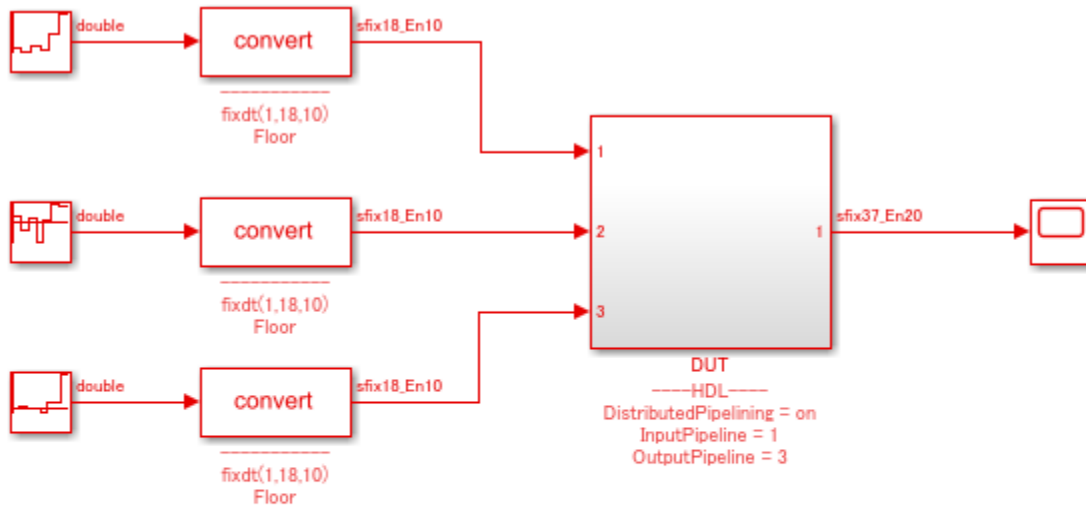 double
convert
sfix18_En10
-----------
fixdt(1,18,10)
Floor
double
convert
sfix18_En10
-----------
fixdt(1,18,10)
Floor
double
convert
sfix18_En10
-----------
fixdt(1,18,10)
Floor
1
2
3
1
sfix37_En20
DUT
----HDL----
DistributedPipelining = on
InputPipeline = 1
OutputPipeline = 3